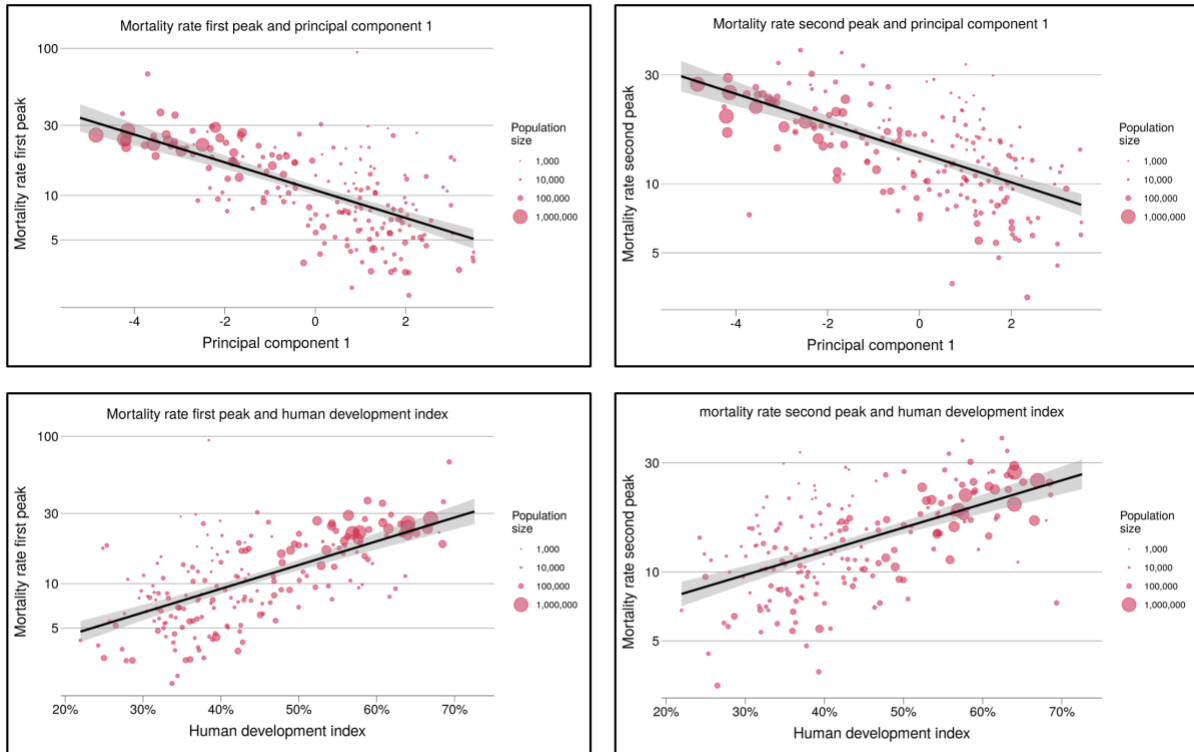 Mortality rate first peak and principal component 1
Mortality rate first peak
100
30
10
5
-4
-2
0
2
Principal component 1
Population
size
1,000
10,000
100,000
1,000,000
Mortality rate second peak and principal component 1
Mortality rate second peak
30
10
5
-4
-2
0
2
Principal component 1
Population
size
1,000
10,000
100,000
1,000,000
Mortality rate first peak and human development index
Mortality rate first peak
100
30
10
5
20%
30%
40%
50%
60%
70%
Human development index
Population
size
1,000
10,000
100,000
1,000,000
mortality rate second peak and human development index
Mortality rate second peak
30
10
5
20%
30%
40%
50%
60%
70%
Human development index
Population
size
1,000
10,000
100,000
1,000,000